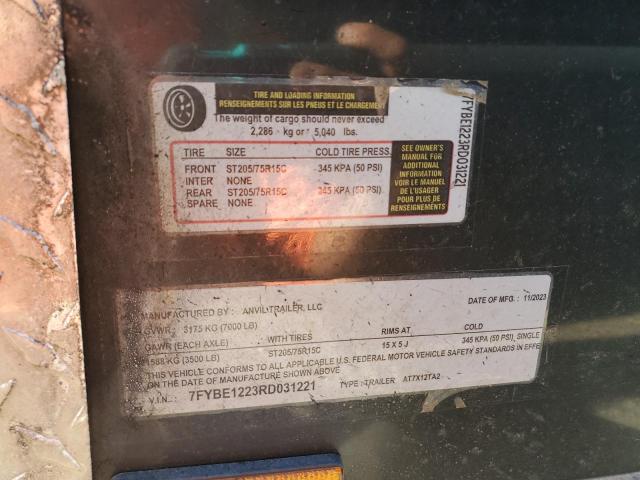 TIRE AND LOADING INFORMATION
RENSEIGNEMENTS SUR LES PNEUS ET LE CHARGEMENT
The weight of cargo should never exceed
2,286 kg or 5,040 lbs.
TIRE SIZE COLD TIRE PRESS.
FRONT ST205/75R15C 345 KPA (50 PSI)
INTER NONE
REAR ST205/75R15C 345 KPA (50 PSI)
SPARE NONE
SEE OWNER'S
MANUAL FOR
ADDITIONAL
INFORMATION
VOIR LE MANUEL
DE L'USAGER
POUR PLUS DE
RENSEIGNEMENTS
7FYBE1223RD031221
MANUFACTURED BY: ANVIL TRAILER, LLC DATE OF MFG.: 11/2023
GVWR 3175 KG (7000 LB)
GAWR (EACH AXLE) WITH TIRES RIMS AT COLD
1588 KG (3500 LB) ST205/75R15C 15 X 5 J 345 KPA (50 PSI) SINGLE
THIS VEHICLE CONFORMS TO ALL APPLICABLE U.S. FEDERAL MOTOR VEHICLE SAFETY STANDARDS IN EFFECT
ON THE DATE OF MANUFACTURE SHOWN ABOVE
V.I.N.: 7FYBE1223RD031221 TYPE: TRAILER AT7X12TA2